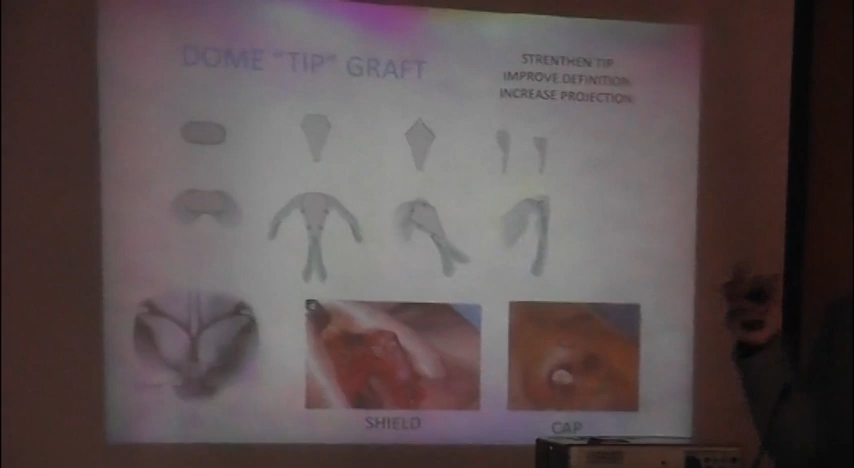 DOME "TIP" GRAFT
STRENTHEN TIP
IMPROVE DEFINITION
INCREASE PROJECTION
SHIELD
CAP